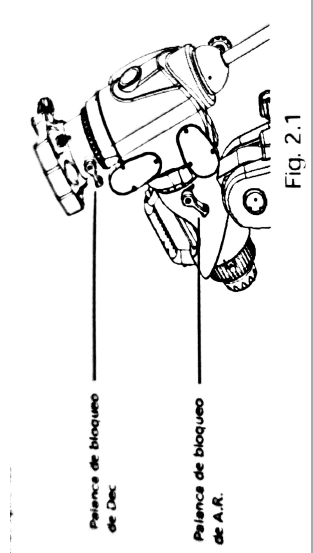 Palanca de bloqueo
de Dec
Palanca de bloqueo
de A.R.
Fig. 2.1